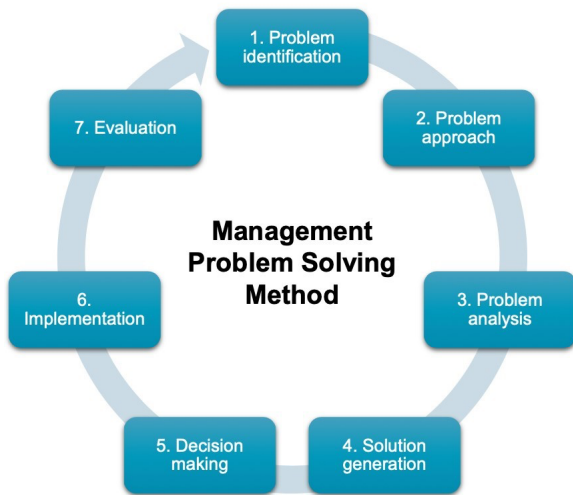 1. Problem
identification
2. Problem
approach
3. Problem
analysis
4. Solution
generation
5. Decision
making
6.
Implementation
7. Evaluation
Management
Problem Solving
Method